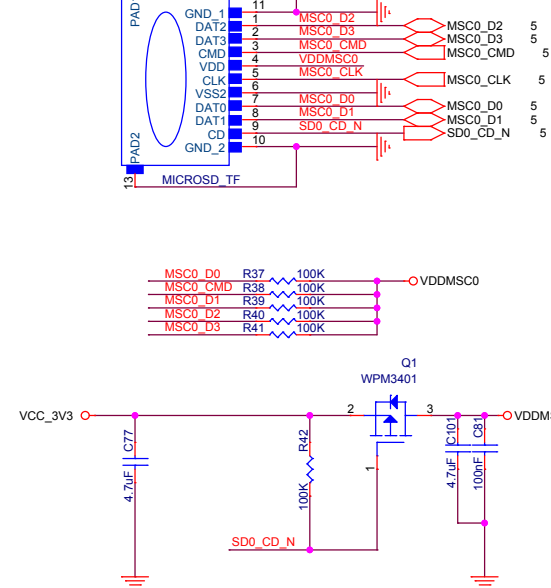 PAD1
GND_1 11
DAT2 1 MSC0_D2 MSC0_D2 5
DAT3 2 MSC0_D3 MSC0_D3 5
CMD 3 MSC0_CMD MSC0_CMD 5
VDD 4 VDDMSC0
CLK 5 MSC0_CLK MSC0_CLK 5
VSS2 6
DAT0 7 MSC0_D0 MSC0_D0 5
DAT1 8 MSC0_D1 MSC0_D1 5
CD 9 SD0_CD_N SD0_CD_N 5
GND_2 10
PAD2
13
MICROSD_TF
MSC0_D0 R37 100K VDDMSC0
MSC0_CMD R38 100K
MSC0_D1 R39 100K
MSC0_D2 R40 100K
MSC0_D3 R41 100K
Q1
WPM3401
VCC_3V3 2 3 VDDM
C77
4.7uF
R42
100K
1
C101
4.7uF
C81
100nF
SD0_CD_N